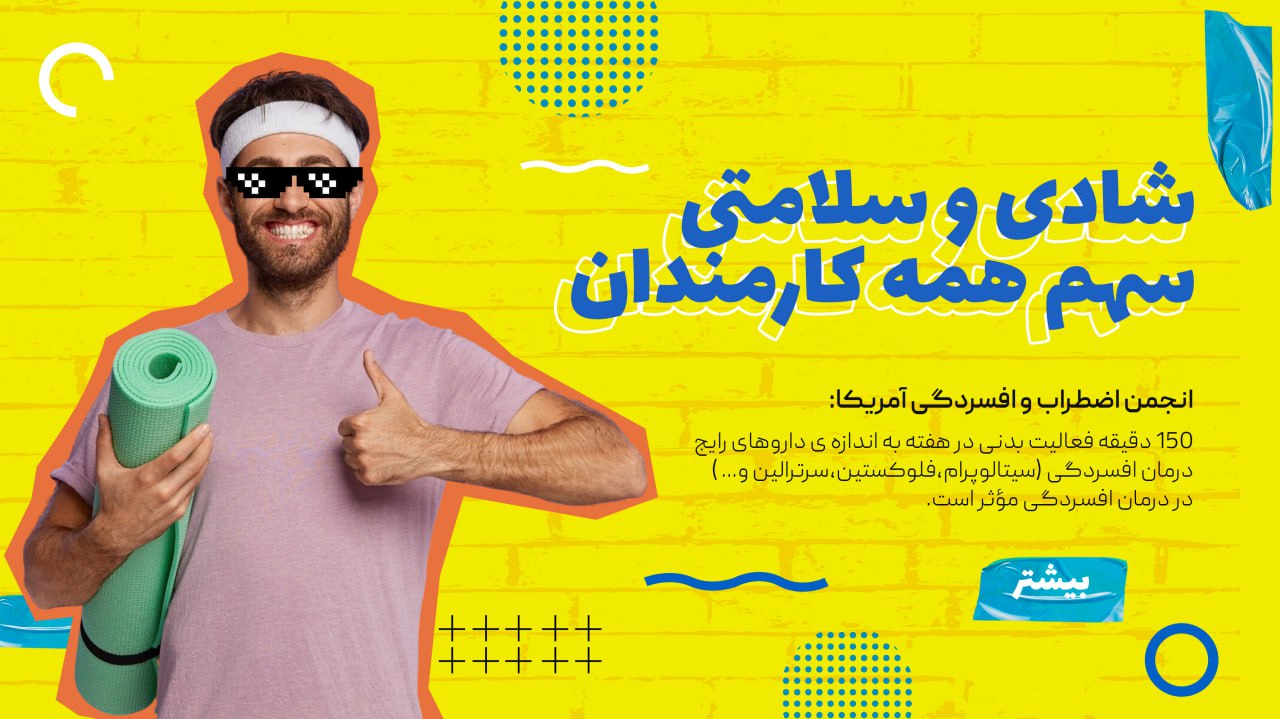 شادی و سلامتی
سهم همه کارمندان
انجمن اضطراب و افسردگی آمریکا:
150 دقیقه فعالیت بدنی در هفته به اندازه ی داروهای رایج
درمان افسردگی (سیتالوپرام،فلوکستین،سرترالین و... )
در درمان افسردگی مؤثر است.
بیشتر